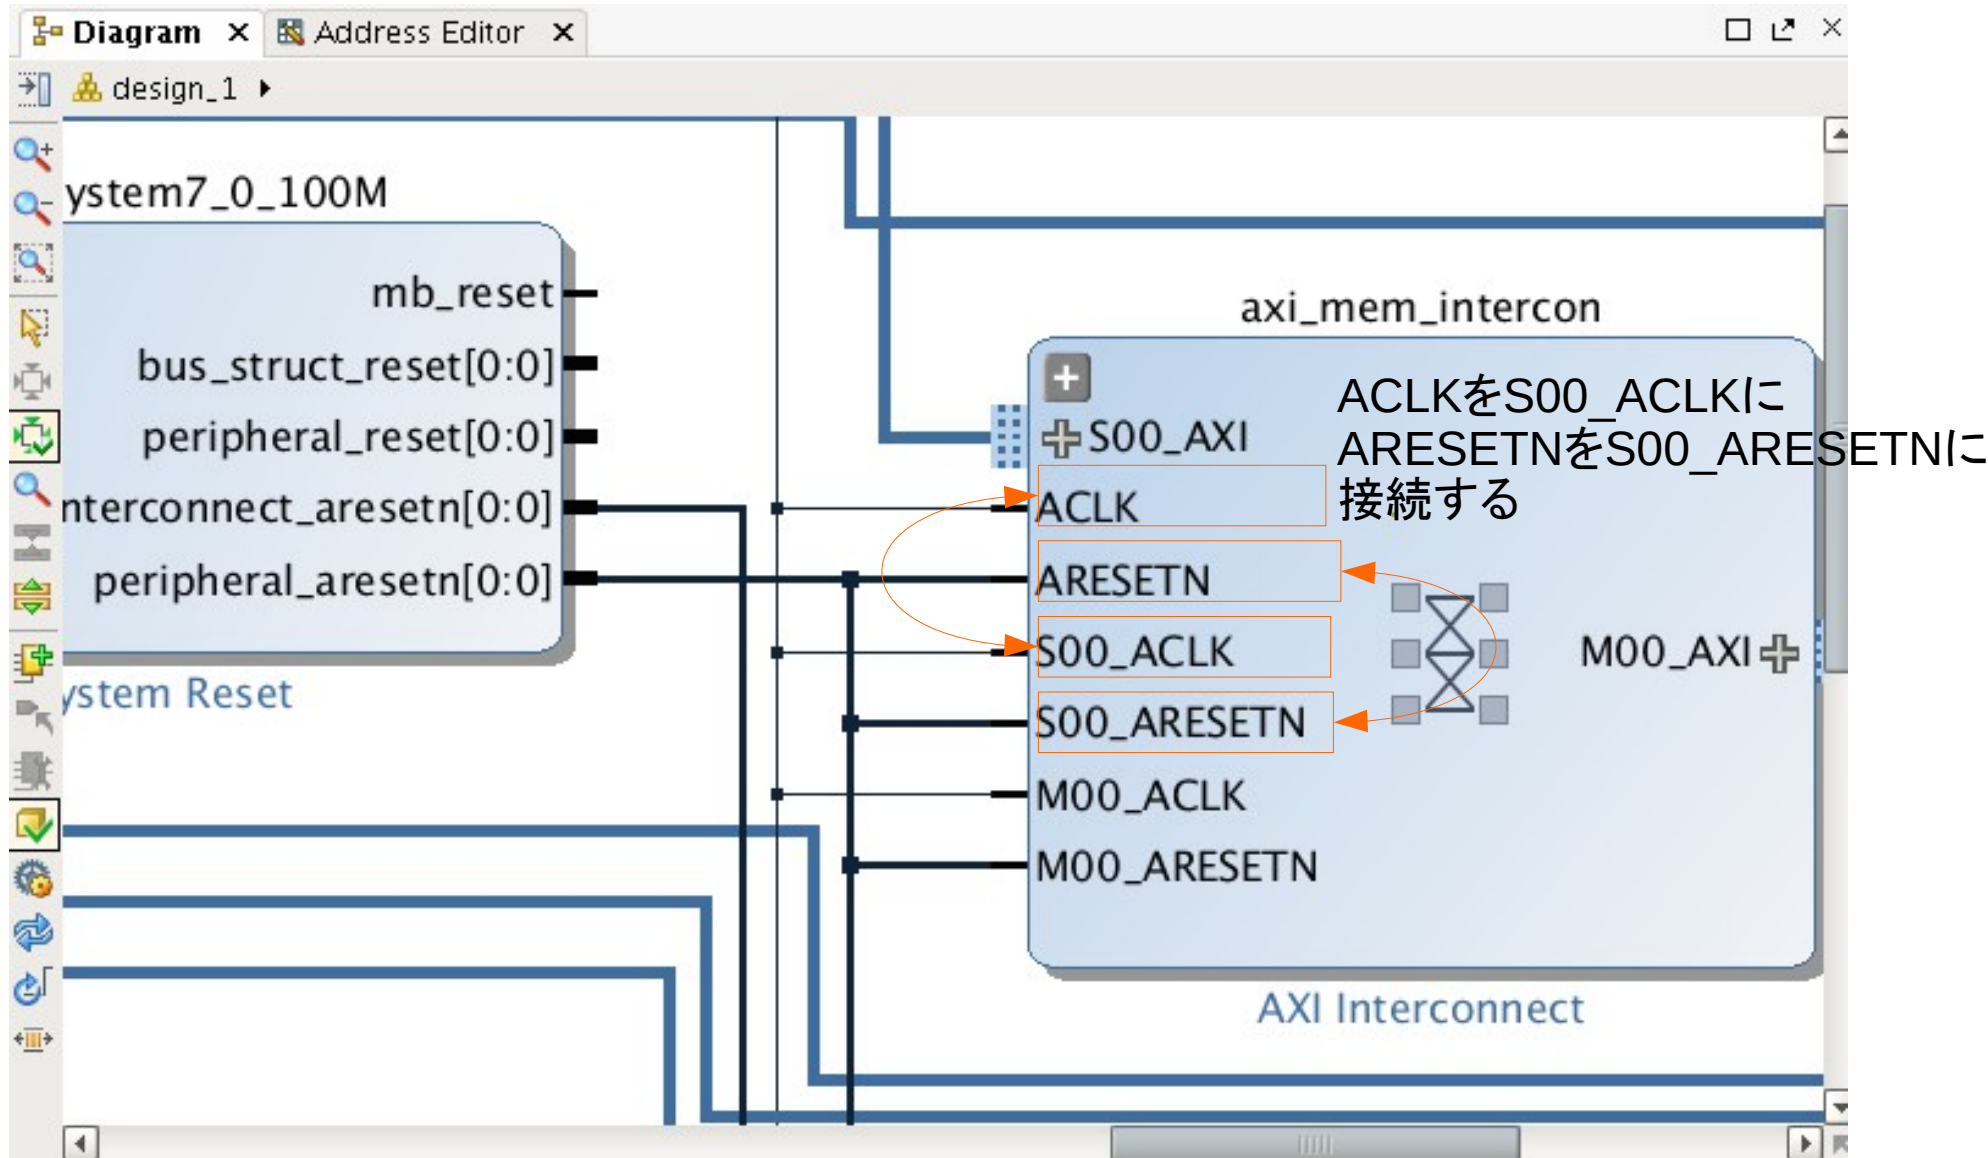 Diagram
Address Editor
design_1
ystem7_0_100M
mb_reset
bus_struct_reset[0:0]
peripheral_reset[0:0]
nterconnect_aresetn[0:0]
peripheral_aresetn[0:0]
ystem Reset
axi_mem_intercon
S00_AXI
ACLK
ARESETN
S00_ACLK
S00_ARESETN
M00_ACLK
M00_ARESETN
M00_AXI
ACLKをS00_ACLKに
ARESETNをS00_ARESETNに
接続する
AXI Interconnect